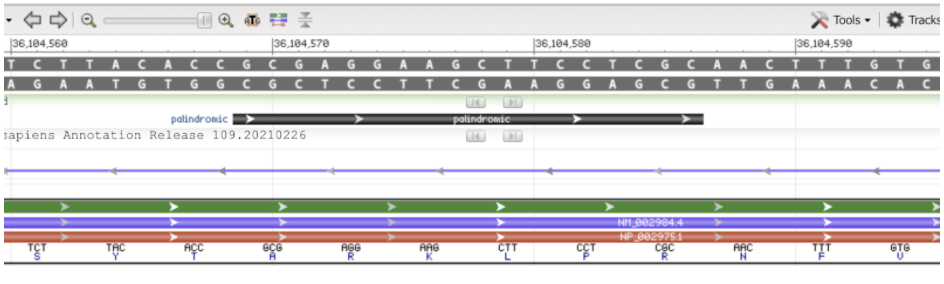 Tools Tracks
36,104,560 36,104,570 36,104,580 36,104,590
T C T T A C A C C G C G A G G A A G C T T C C T C G C A A C T T T G T G
A G A A T G T G G C G C T C C T T C G A A G G A G C G T T G A A A C A C
palindromic palindromic
sapiens Annotation Release 109.20210226
NM_002984.4
NP_002975.1
TCT TAC ACC GCG AGG AAG CTT CCT CGC AAC TTT GTG
S Y T A R K L P R N F V